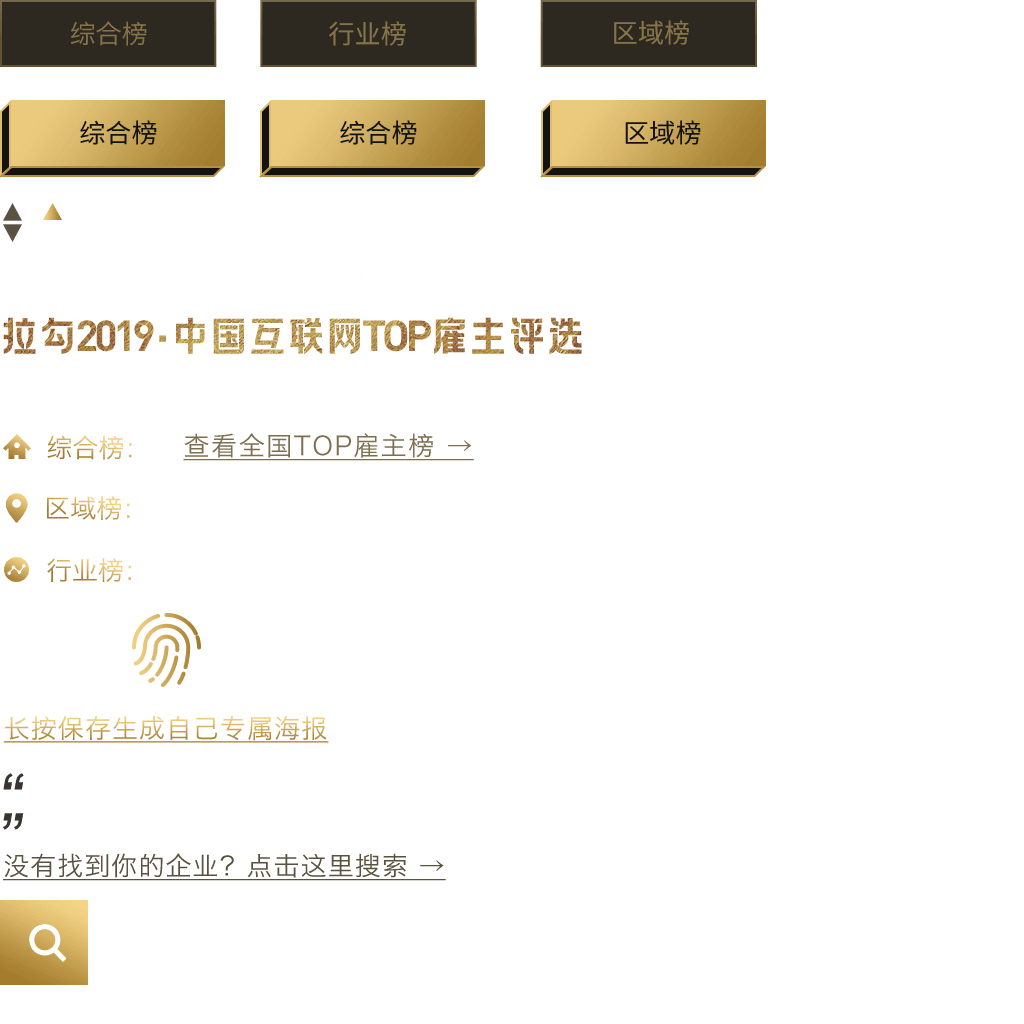 综合榜 行业榜 区域榜
综合榜 综合榜 区域榜
拉勾2019·中国互联网TOP雇主评选
综合榜: 查看全国TOP雇主榜 →
区域榜:
行业榜:
长按保存生成自己专属海报
“
”
没有找到你的企业? 点击这里搜索 →